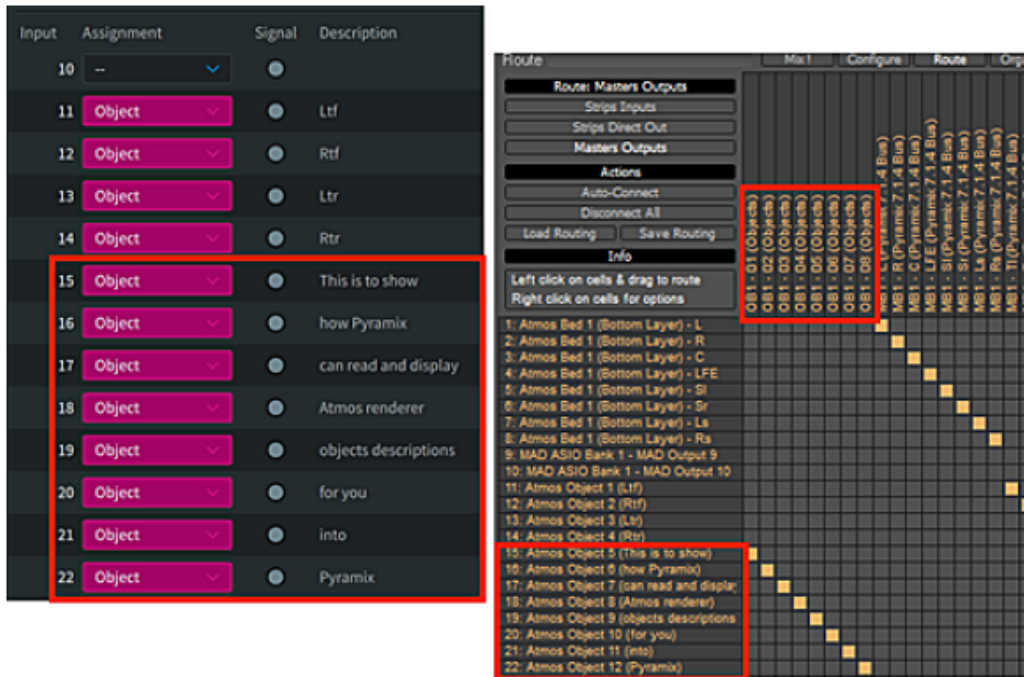 Input Assignment Signal Description
10 --
11 Object Ltf
12 Object Rtf
13 Object Ltr
14 Object Rtr
15 Object This is to show
16 Object how Pyramix
17 Object can read and display
18 Object Atmos renderer
19 Object objects descriptions
20 Object for you
21 Object into
22 Object Pyramix
Route Mix1 Configure Route
Route: Masters Outputs
Strips Inputs
Strips Direct Out
Masters Outputs
Actions
Auto-Connect
Disconnect All
Load Routing Save Routing
Info
Left click on cells & drag to route
Right click on cells for options
OB1 - 01 (Objects)
OB1 - 02 (Objects)
OB1 - 03 (Objects)
OB1 - 04 (Objects)
OB1 - 05 (Objects)
OB1 - 06 (Objects)
OB1 - 07 (Objects)
OB1 - 08 (Objects)
MB1 - L (Pyramix 7.1.4 Bus)
MB1 - R (Pyramix 7.1.4 Bus)
MB1 - C (Pyramix 7.1.4 Bus)
MB1 - LFE (Pyramix 7.1.4 Bus)
MB1 - Sl (Pyramix 7.1.4 Bus)
MB1 - Sr (Pyramix 7.1.4 Bus)
MB1 - Ls (Pyramix 7.1.4 Bus)
MB1 - Rs (Pyramix 7.1.4 Bus)
MB1 - Tl (Pyramix 7.1.4 Bus)
1: Atmos Bed 1 (Bottom Layer) - L
2: Atmos Bed 1 (Bottom Layer) - R
3: Atmos Bed 1 (Bottom Layer) - C
4: Atmos Bed 1 (Bottom Layer) - LFE
5: Atmos Bed 1 (Bottom Layer) - Sl
6: Atmos Bed 1 (Bottom Layer) - Sr
7: Atmos Bed 1 (Bottom Layer) - Ls
8: Atmos Bed 1 (Bottom Layer) - Rs
9: MAD ASIO Bank 1 - MAD Output 9
10: MAD ASIO Bank 1 - MAD Output 10
11: Atmos Object 1 (Ltf)
12: Atmos Object 2 (Rtf)
13: Atmos Object 3 (Ltr)
14: Atmos Object 4 (Rtr)
15: Atmos Object 5 (This is to show)
16: Atmos Object 6 (how Pyramix)
17: Atmos Object 7 (can read and display
18: Atmos Object 8 (Atmos renderer)
19: Atmos Object 9 (objects descriptions
20: Atmos Object 10 (for you)
21: Atmos Object 11 (into)
22: Atmos Object 12 (Pyramix)